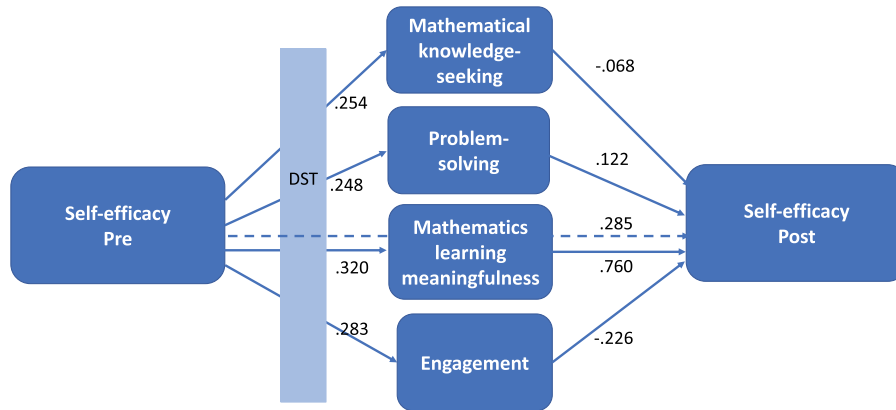 Mathematical
knowledge-
seeking
-.068
.254
Problem-
solving
.122
DST
.248
Self-efficacy
Pre
Mathematics
learning
meaningfulness
.285
.320
.760
Self-efficacy
Post
.283
Engagement
-.226